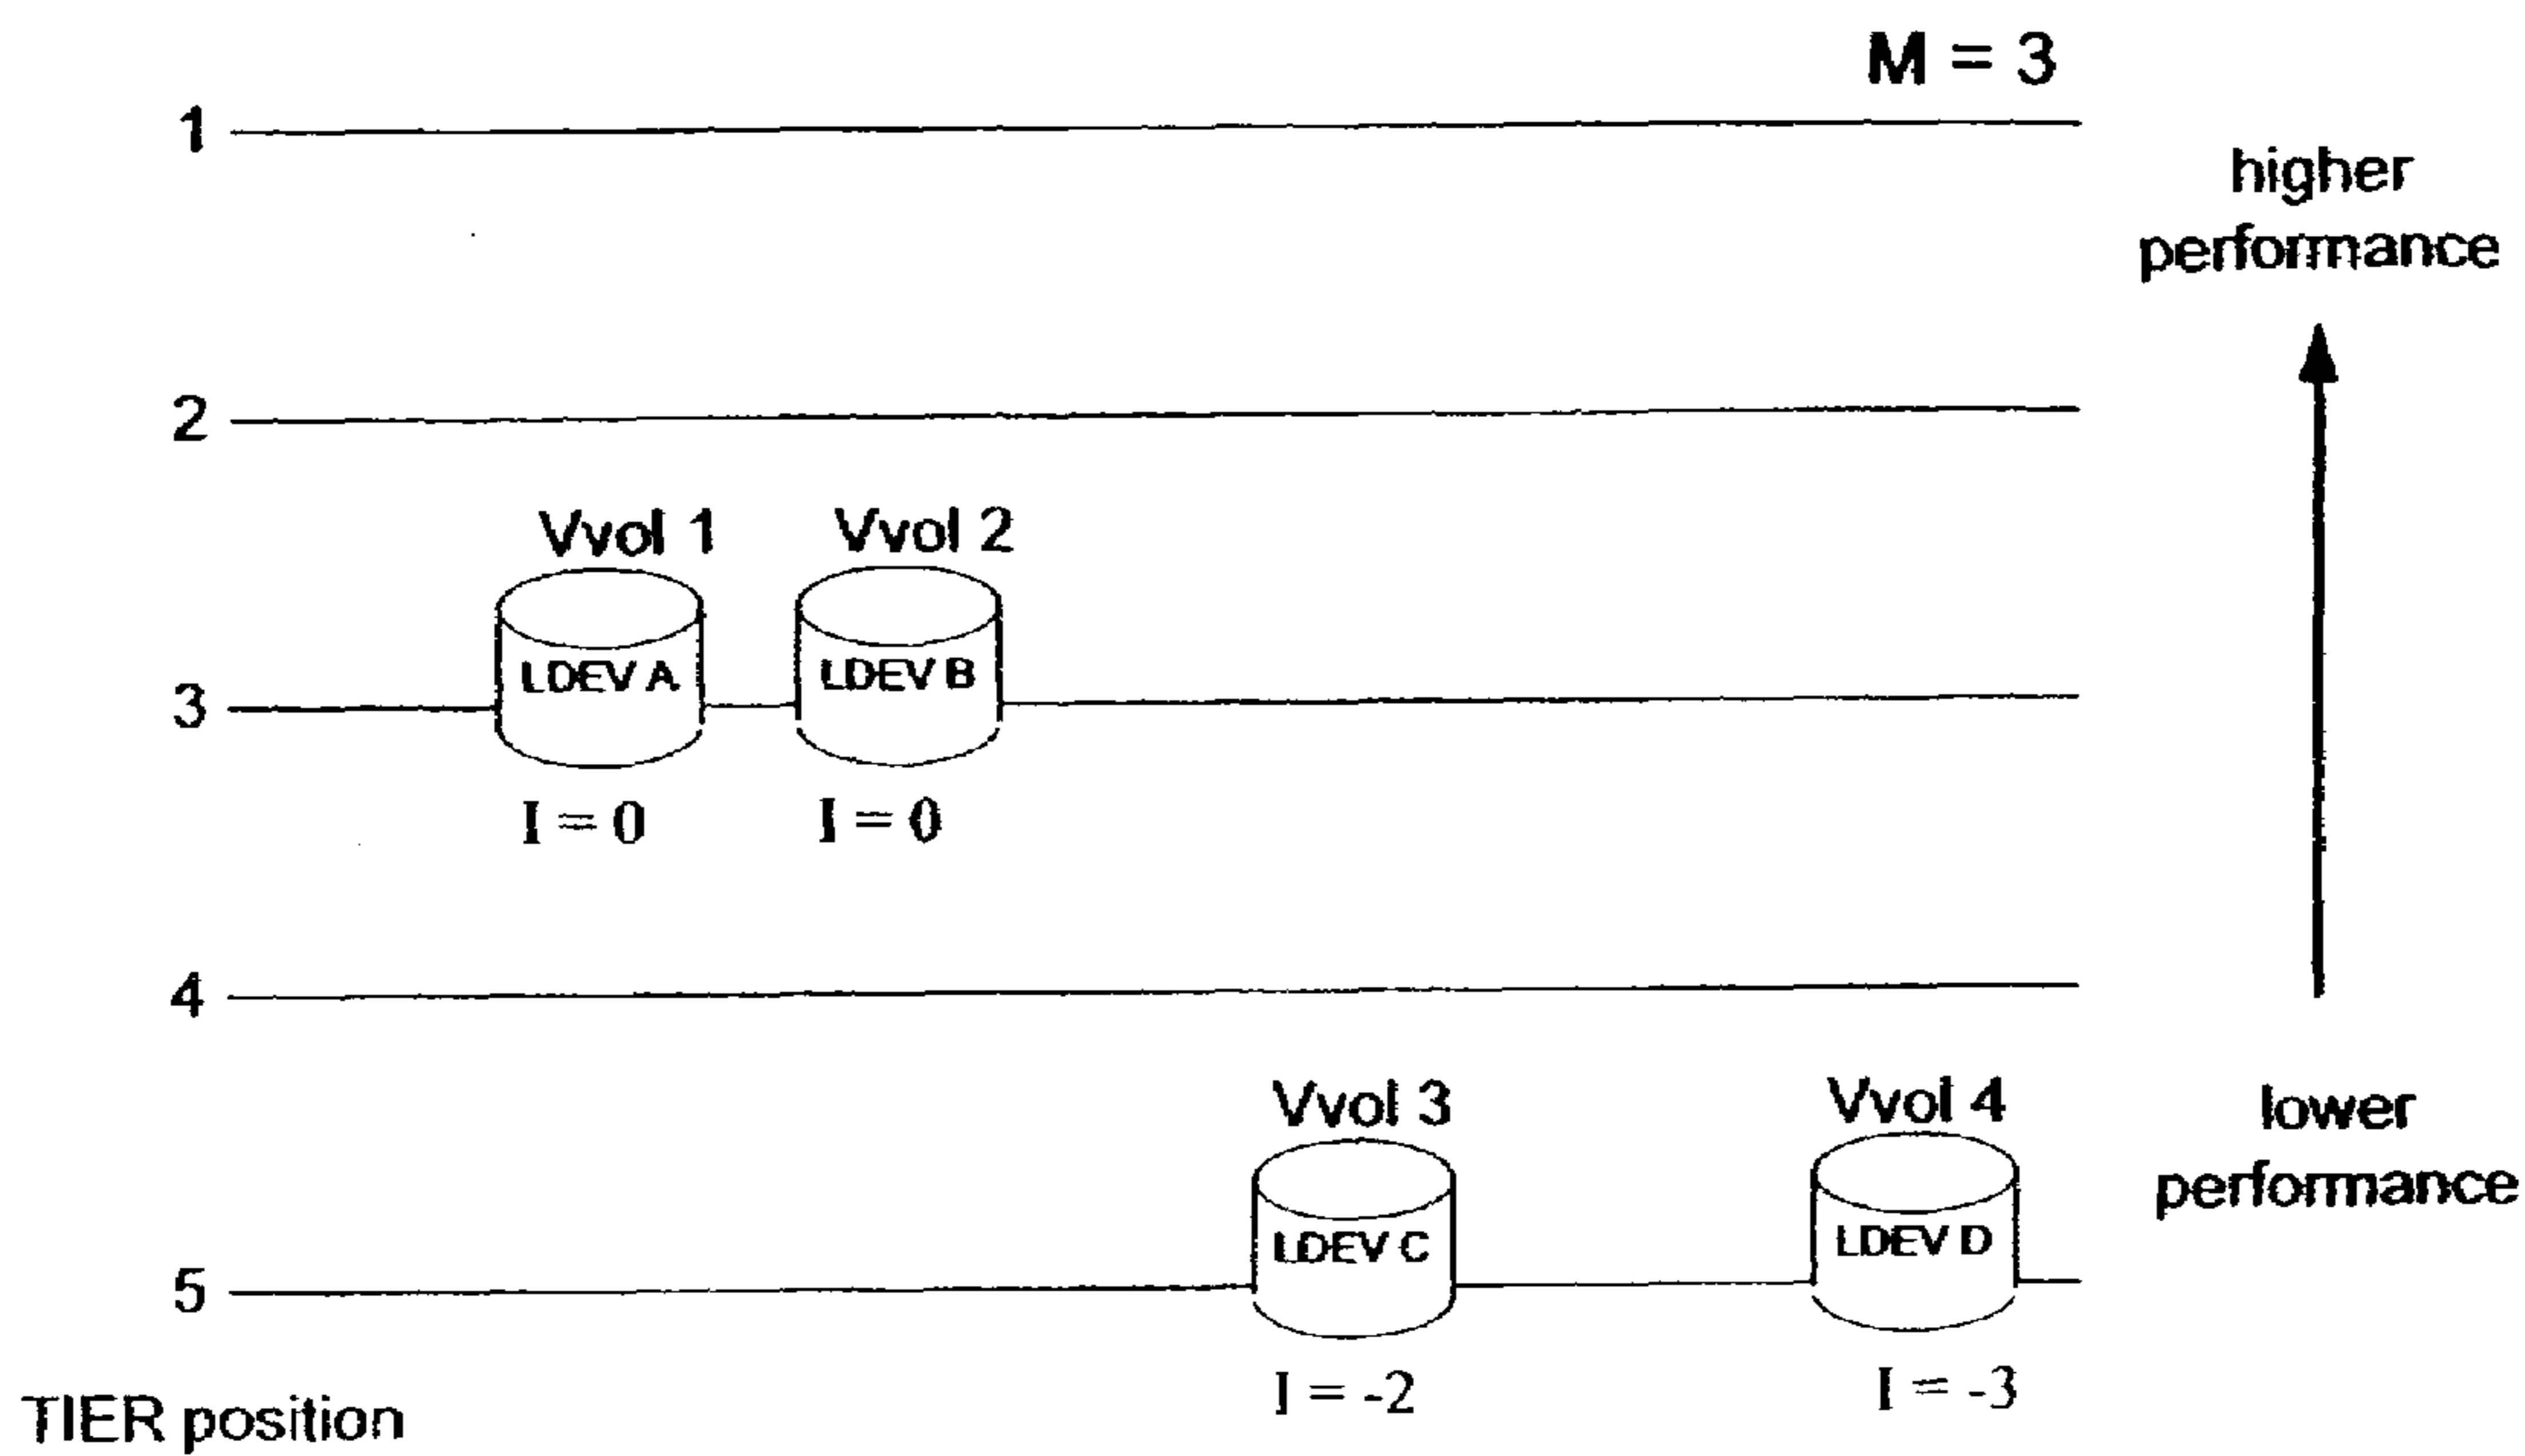 M = 3
1
higher
performance
2
Vvol 1 Vvol 2
LDEV A LDEV B
3
I = 0 I = 0
4
Vvol 3 Vvol 4
lower
performance
LDEV C LDEV D
5
I = -2 I = -3
TIER position